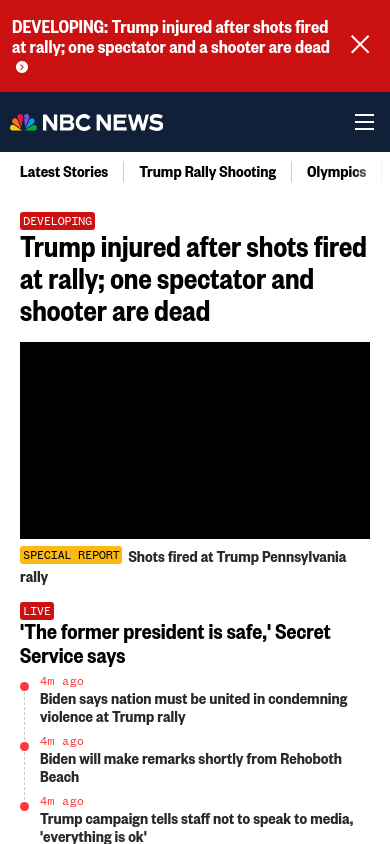 DEVELOPING: Trump injured after shots fired
at rally; one spectator and a shooter are dead
NBC NEWS
Latest Stories
Trump Rally Shooting
Olympics
DEVELOPING
Trump injured after shots fired
at rally; one spectator and
shooter are dead
SPECIAL REPORT Shots fired at Trump Pennsylvania
rally
LIVE
'The former president is safe,' Secret
Service says
4m ago
Biden says nation must be united in condemning
violence at Trump rally
4m ago
Biden will make remarks shortly from Rehoboth
Beach
4m ago
Trump campaign tells staff not to speak to media,
'everything is ok'